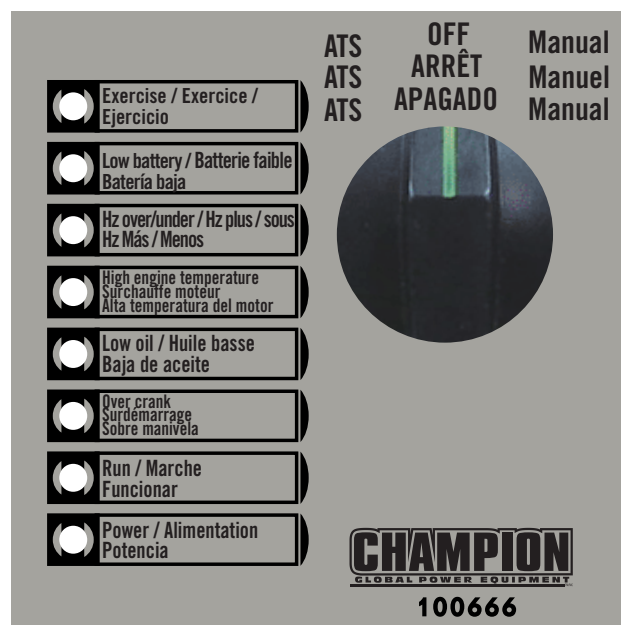 ATS
ATS
ATS
OFF
ARRÊT
APAGADO
Manual
Manuel
Manual
Exercise / Exercice /
Ejercicio
Low battery / Batterie faible
Batería baja
Hz over/under / Hz plus / sous
Hz Más / Menos
High engine temperature
Surchauffe moteur
Alta temperatura del motor
Low oil / Huile basse
Baja de aceite
Over crank
Surdémarrage
Sobre manivela
Run / Marche
Funcionar
Power / Alimentation
Potencia
CHAMPION
GLOBAL POWER EQUIPMENT
100666